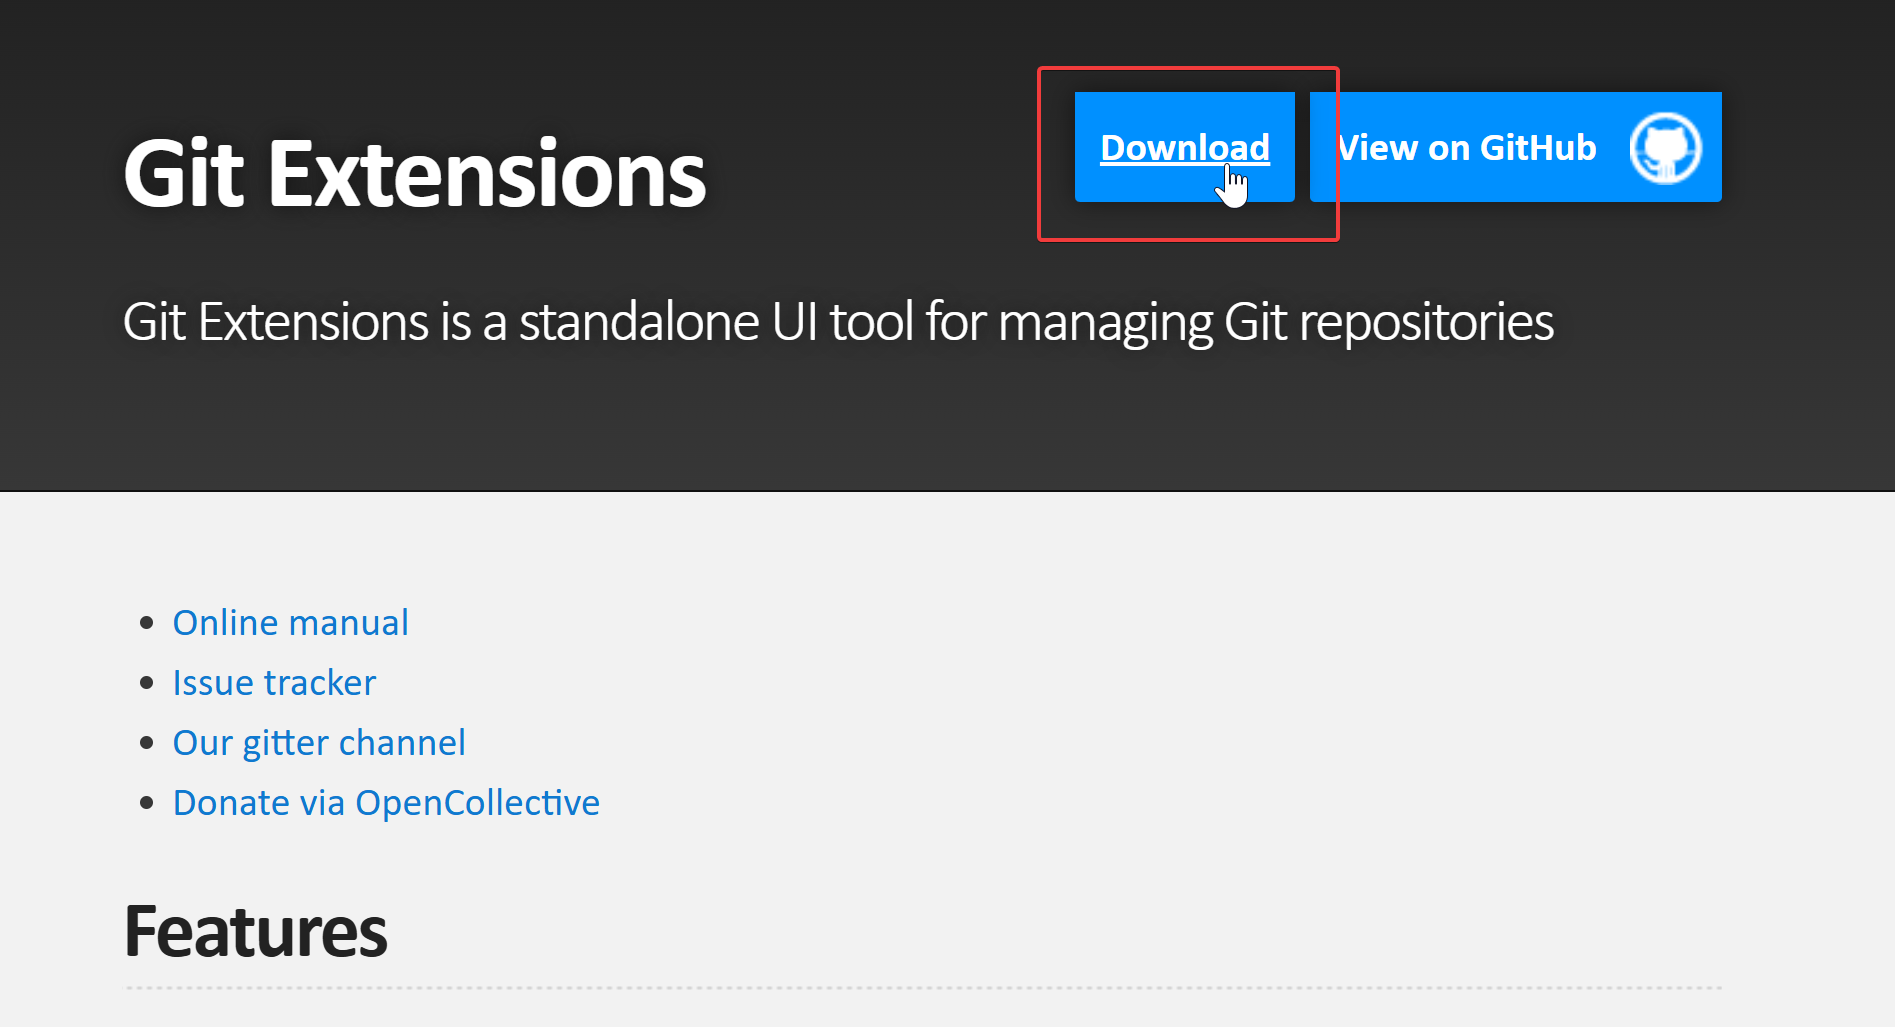 Git Extensions
Download
View on GitHub
Git Extensions is a standalone UI tool for managing Git repositories
Online manual
Issue tracker
Our gitter channel
Donate via OpenCollective
Features